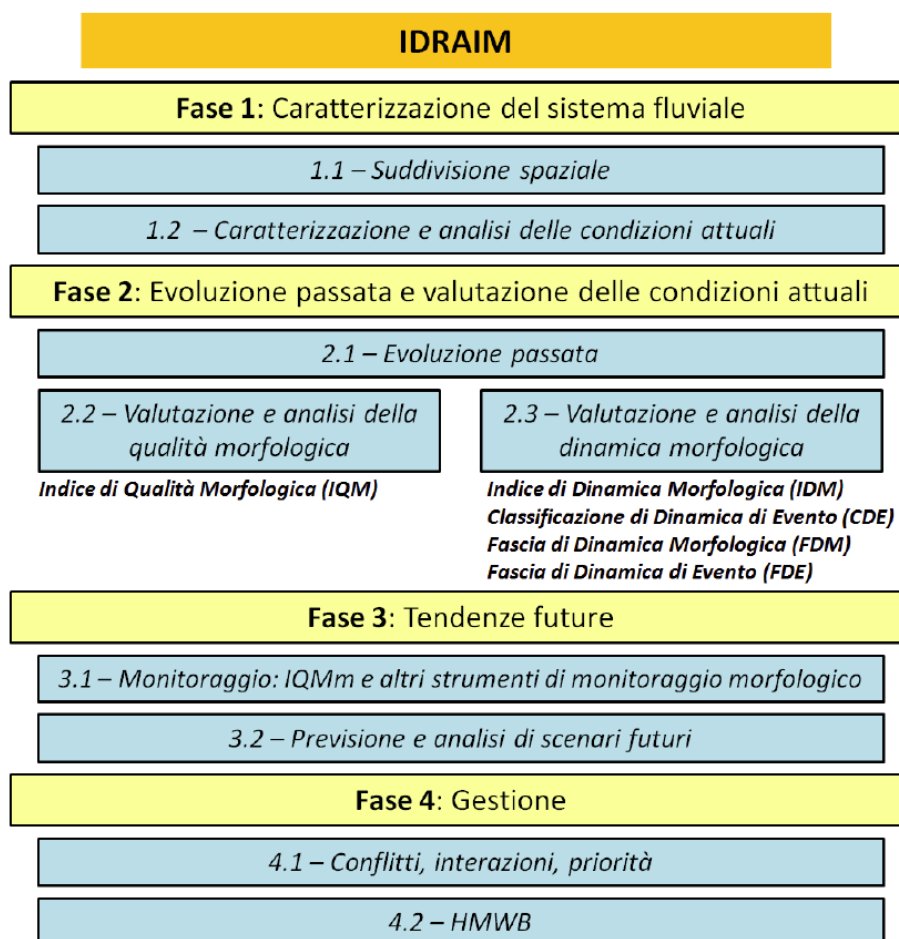 IDRAIM
Fase 1: Caratterizzazione del sistema fluviale
1.1 – Suddivisione spaziale
1.2 – Caratterizzazione e analisi delle condizioni attuali
Fase 2: Evoluzione passata e valutazione delle condizioni attuali
2.1 – Evoluzione passata
2.2 – Valutazione e analisi della
qualità morfologica
Indice di Qualità Morfologica (IQM)
2.3 – Valutazione e analisi della
dinamica morfologica
Indice di Dinamica Morfologica (IDM)
Classificazione di Dinamica di Evento (CDE)
Fascia di Dinamica Morfologica (FDM)
Fascia di Dinamica di Evento (FDE)
Fase 3: Tendenze future
3.1 – Monitoraggio: IQMm e altri strumenti di monitoraggio morfologico
3.2 – Previsione e analisi di scenari futuri
Fase 4: Gestione
4.1 – Conflitti, interazioni, priorità
4.2 – HMWB